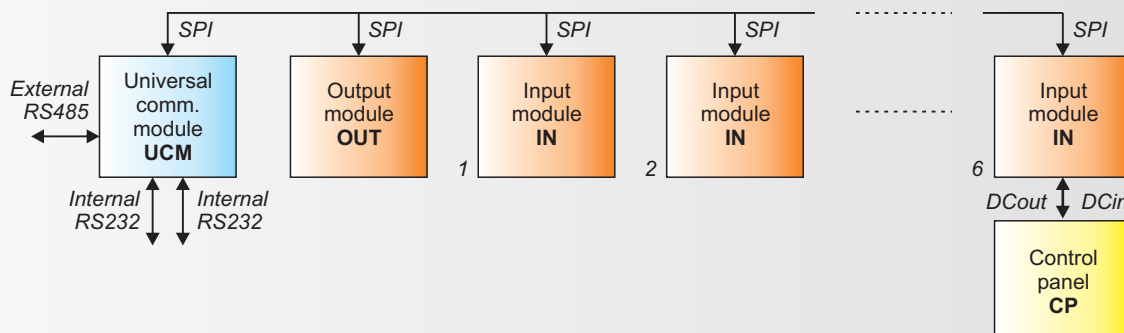 SPI
SPI
SPI
SPI
SPI
External
RS485
Universal
comm.
module
UCM
Output
module
OUT
1
Input
module
IN
2
Input
module
IN
6
Input
module
IN
Internal
RS232
Internal
RS232
DCout
DCin
Control
panel
CP